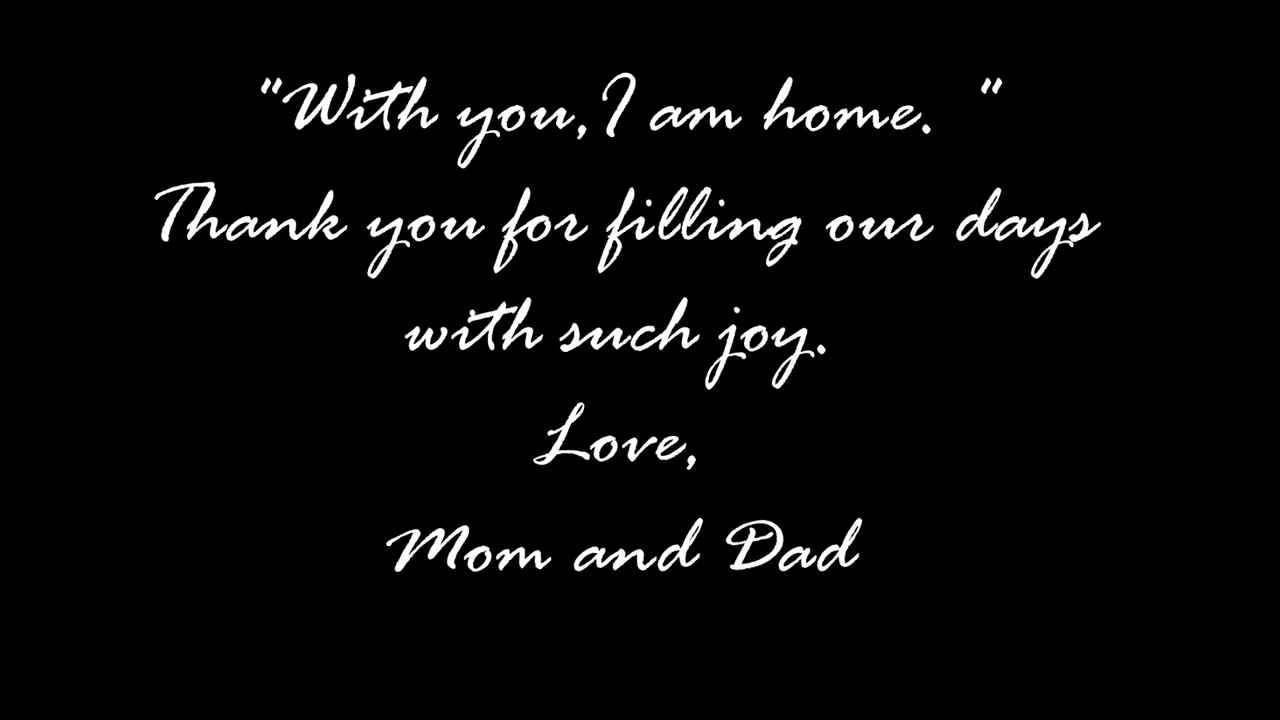 "With you, I am home. "
Thank you for filling our days
with such joy.
Love,
Mom and Dad